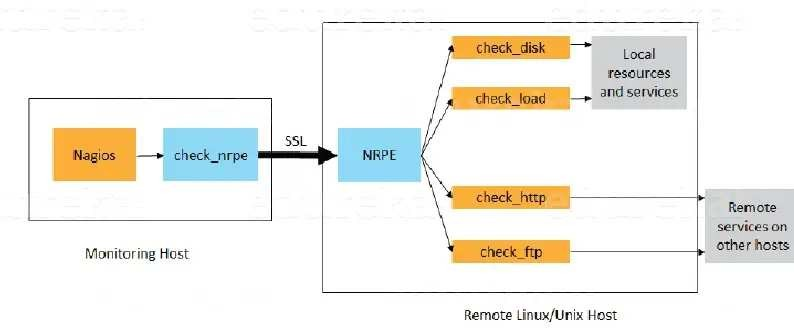 check_disk
Local
resources
and services
check_load
SSL
Nagios
check_nrpe
NRPE
check_http
Remote
services on
other hosts
check_ftp
Monitoring Host
Remote Linux/Unix Host